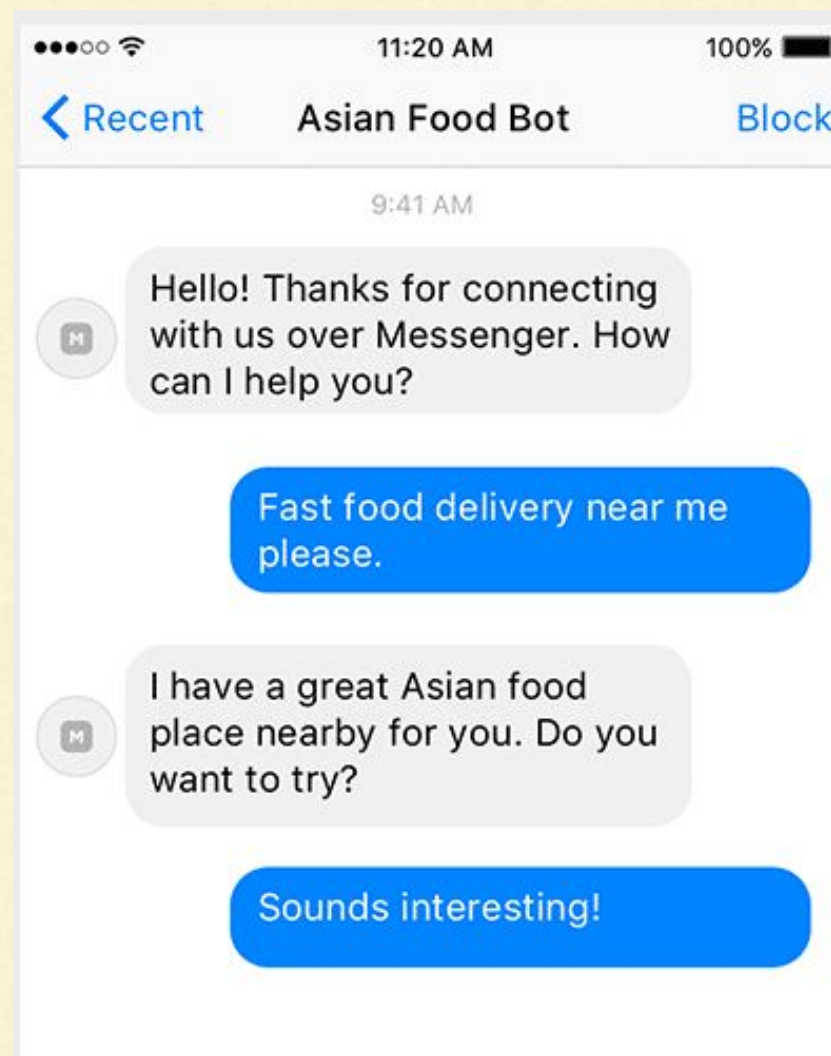 11:20 AM 100%
Recent Asian Food Bot Block
9:41 AM
Hello! Thanks for connecting
with us over Messenger. How
can I help you?
M
Fast food delivery near me
please.
I have a great Asian food
place nearby for you. Do you
want to try?
M
Sounds interesting!